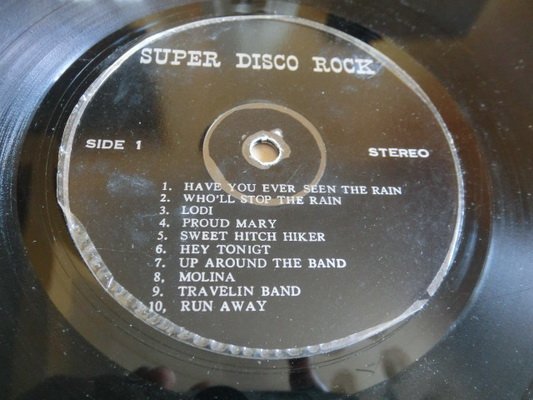 SUPER DISCO ROCK
SIDE 1
STEREO
1. HAVE YOU EVER SEEN THE RAIN
2. WHO'LL STOP THE RAIN
3. LODI
4. PROUD MARY
5. SWEET HITCH HIKER
6. HEY TONIGT
7. UP AROUND THE BAND
8, MOLINA
9. TRAVELIN BAND
10, RUN AWAY